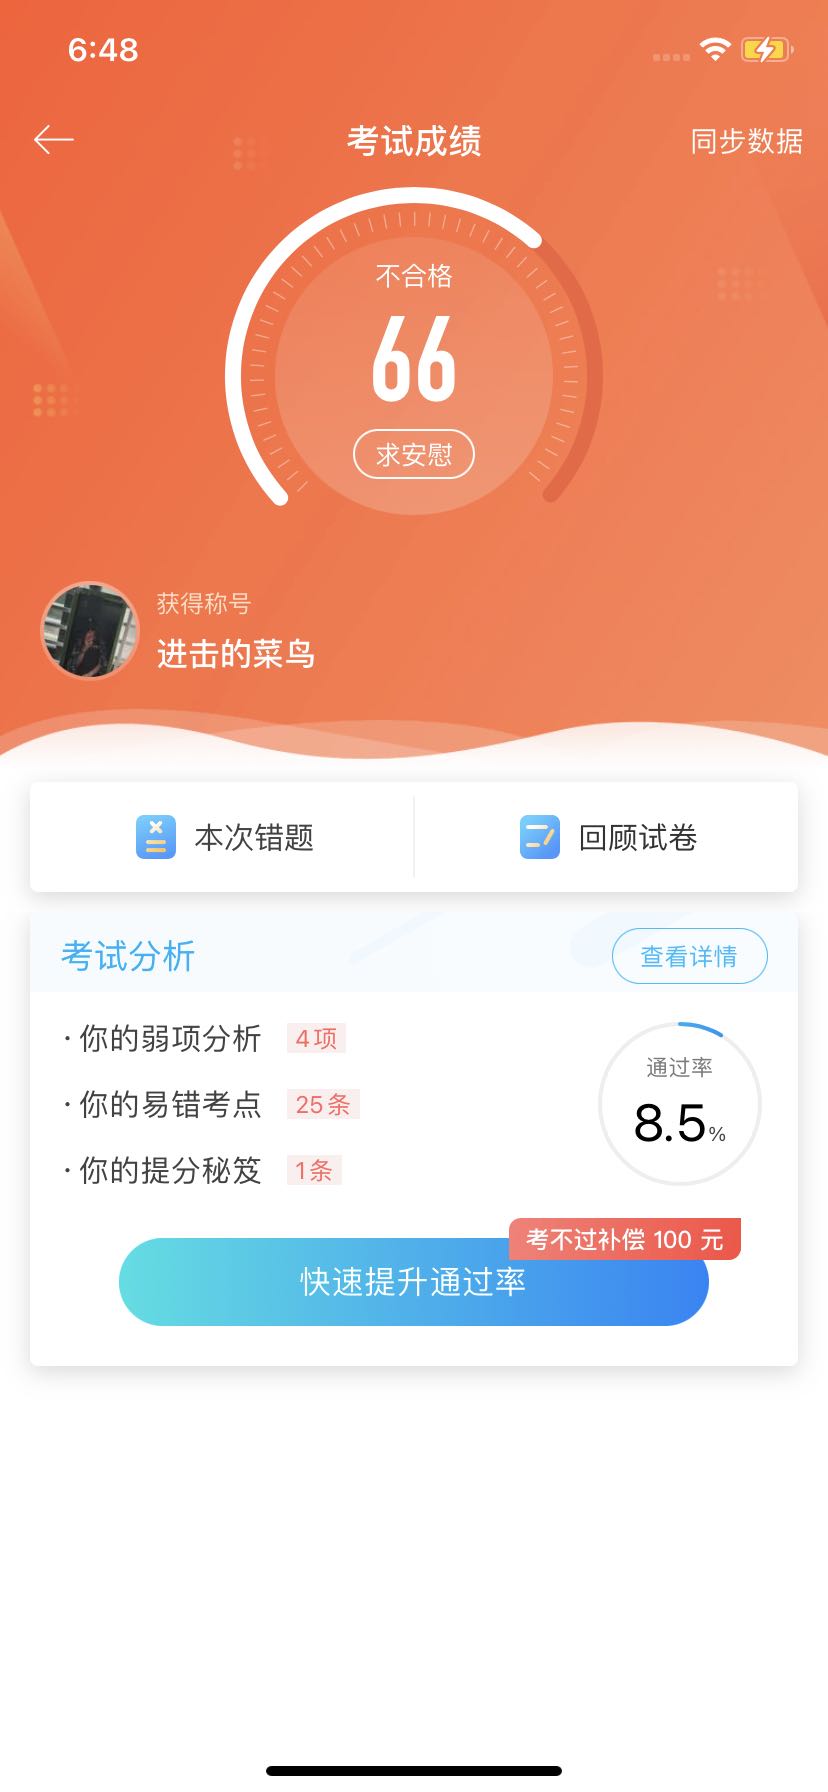 6:48
考试成绩
同步数据
不合格
66
求安慰
获得称号
进击的菜鸟
本次错题
回顾试卷
考试分析
查看详情
· 你的弱项分析 4项
· 你的易错考点 25条
· 你的提分秘笈 1条
通过率
8.5%
考不过补偿 100 元
快速提升通过率